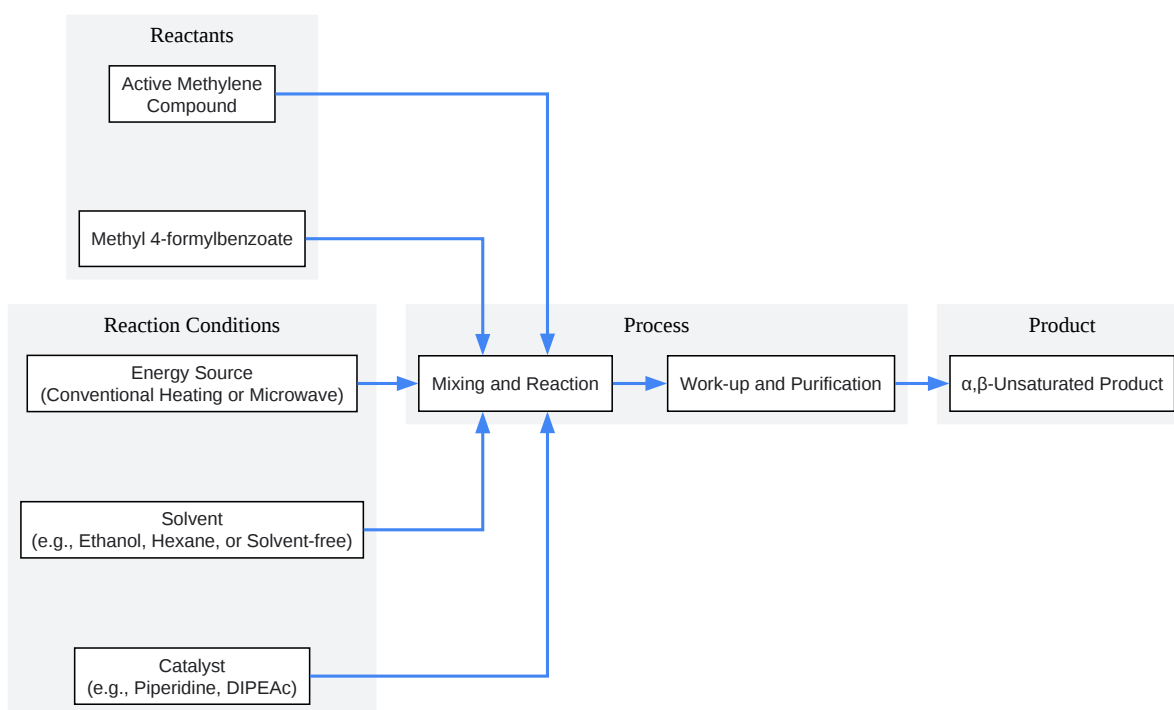 Reactants
Active Methylene
Compound
Methyl 4-formylbenzoate
Reaction Conditions
Energy Source
(Conventional Heating or Microwave)
Solvent
(e.g., Ethanol, Hexane, or Solvent-free)
Catalyst
(e.g., Piperidine, DIPEAc)
Process
Mixing and Reaction
Work-up and Purification
Product
α,β-Unsaturated Product